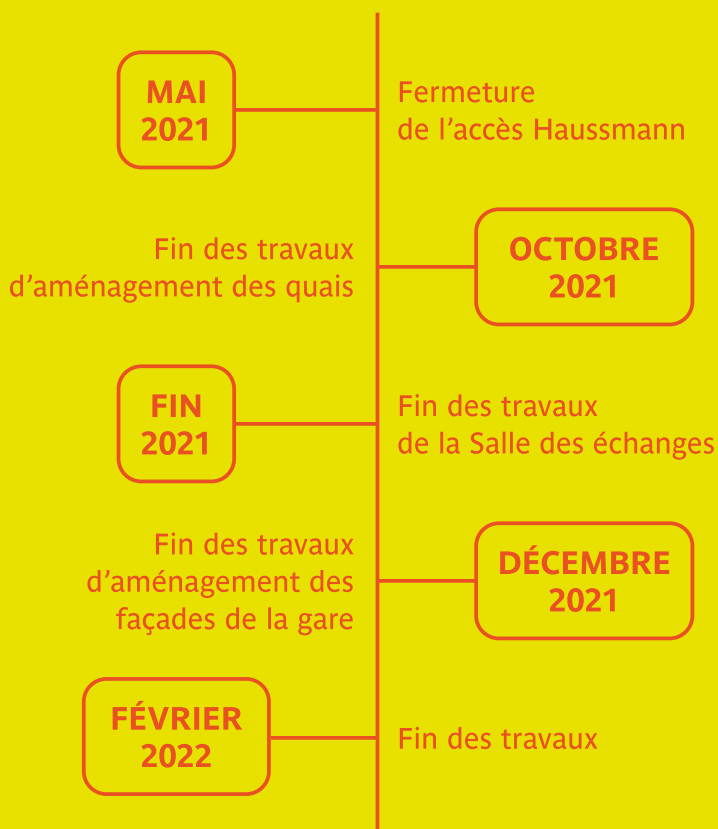 MAI
2021
Fermeture
de l'accès Haussmann
Fin des travaux
d'aménagement des quais
OCTOBRE
2021
FIN
2021
Fin des travaux
de la Salle des échanges
Fin des travaux
d'aménagement des
façades de la gare
DÉCEMBRE
2021
FÉVRIER
2022
Fin des travaux